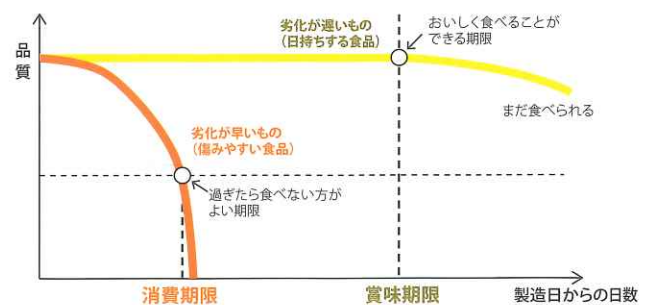 品
質
劣化が遅いもの
（日持ちする食品）
おいしく食べることが
できる期限
まだ食べられる
劣化が早いもの
（傷みやすい食品）
過ぎたら食べない方が
よい期限
消費期限
賞味期限
製造日からの日数